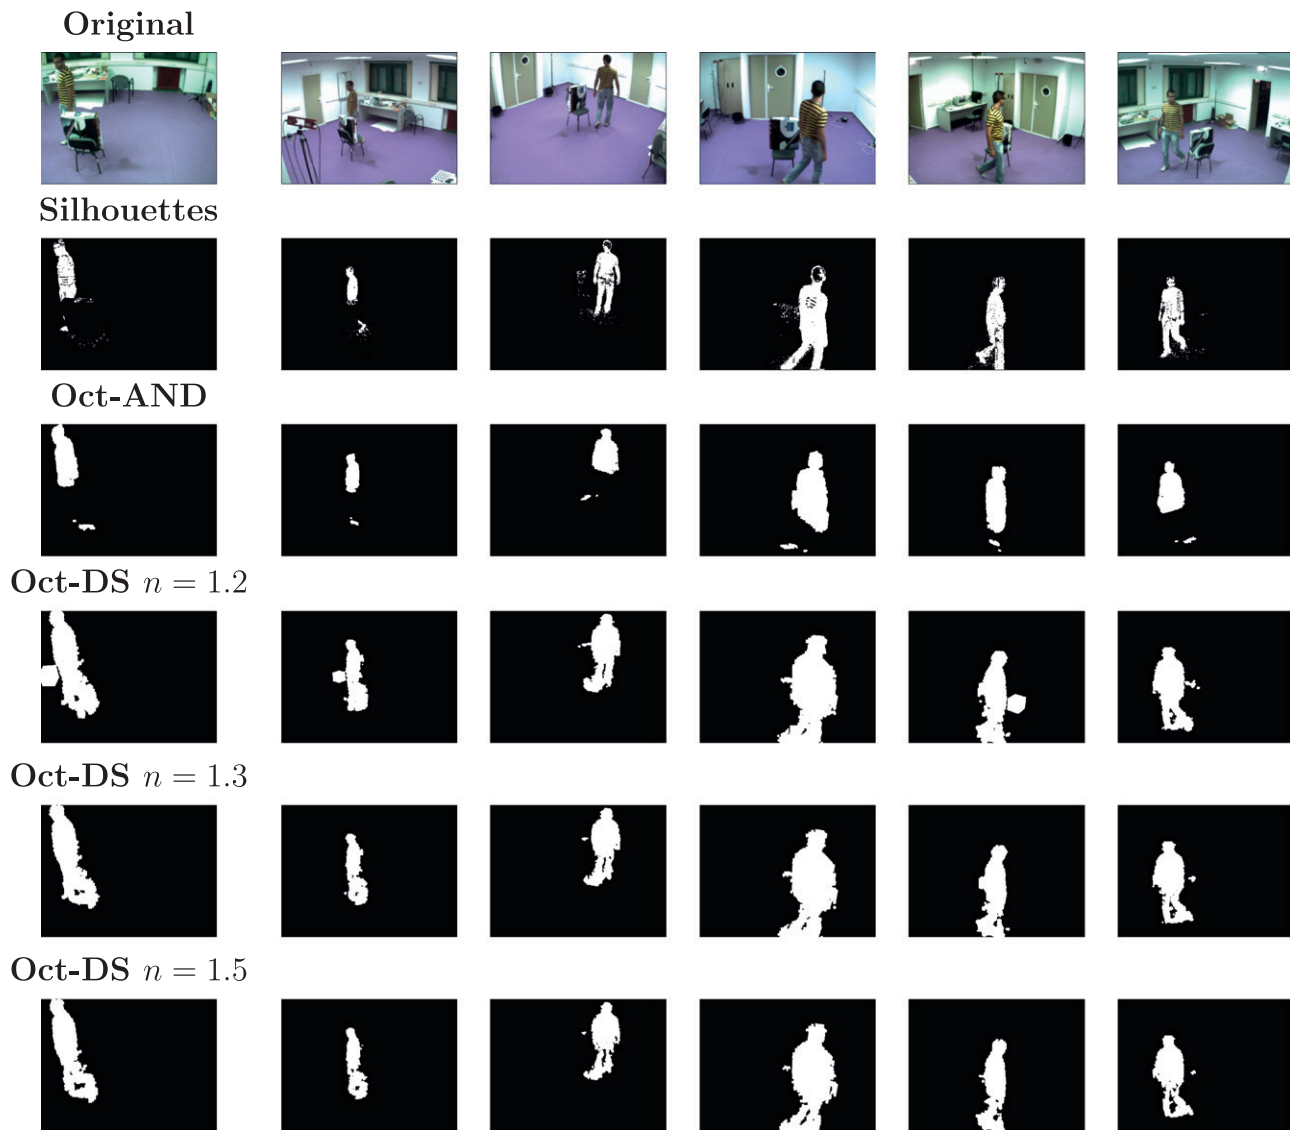 Original
Silhouettes
Oct-AND
Oct-DS n = 1.2
Oct-DS n = 1.3
Oct-DS n = 1.5